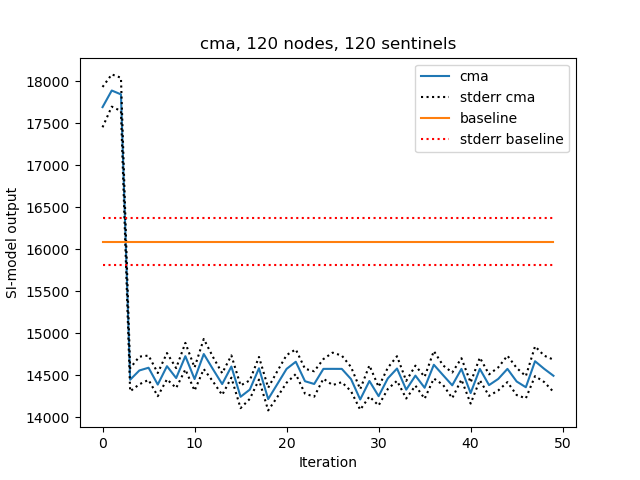 cma, 120 nodes, 120 sentinels
SI-model output
18000
17500
17000
16500
16000
15500
15000
14500
14000
cma
stderr cma
baseline
stderr baseline
0
10
20
30
40
50
Iteration